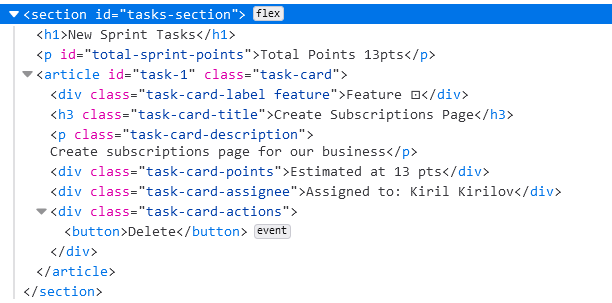 <section id="tasks-section"> flex
<h1>New Sprint Tasks</h1>
<p id="total-sprint-points">Total Points 13pts</p>
<article id="task-1" class="task-card">
<div class="task-card-label feature">Feature ⊡</div>
<h3 class="task-card-title">Create Subscriptions Page</h3>
<p class="task-card-description">
Create subscriptions page for our business</p>
<div class="task-card-points">Estimated at 13 pts</div>
<div class="task-card-assignee">Assigned to: Kiril Kirilov</div>
<div class="task-card-actions">
<button>Delete</button> event
</div>
</article>
</section>